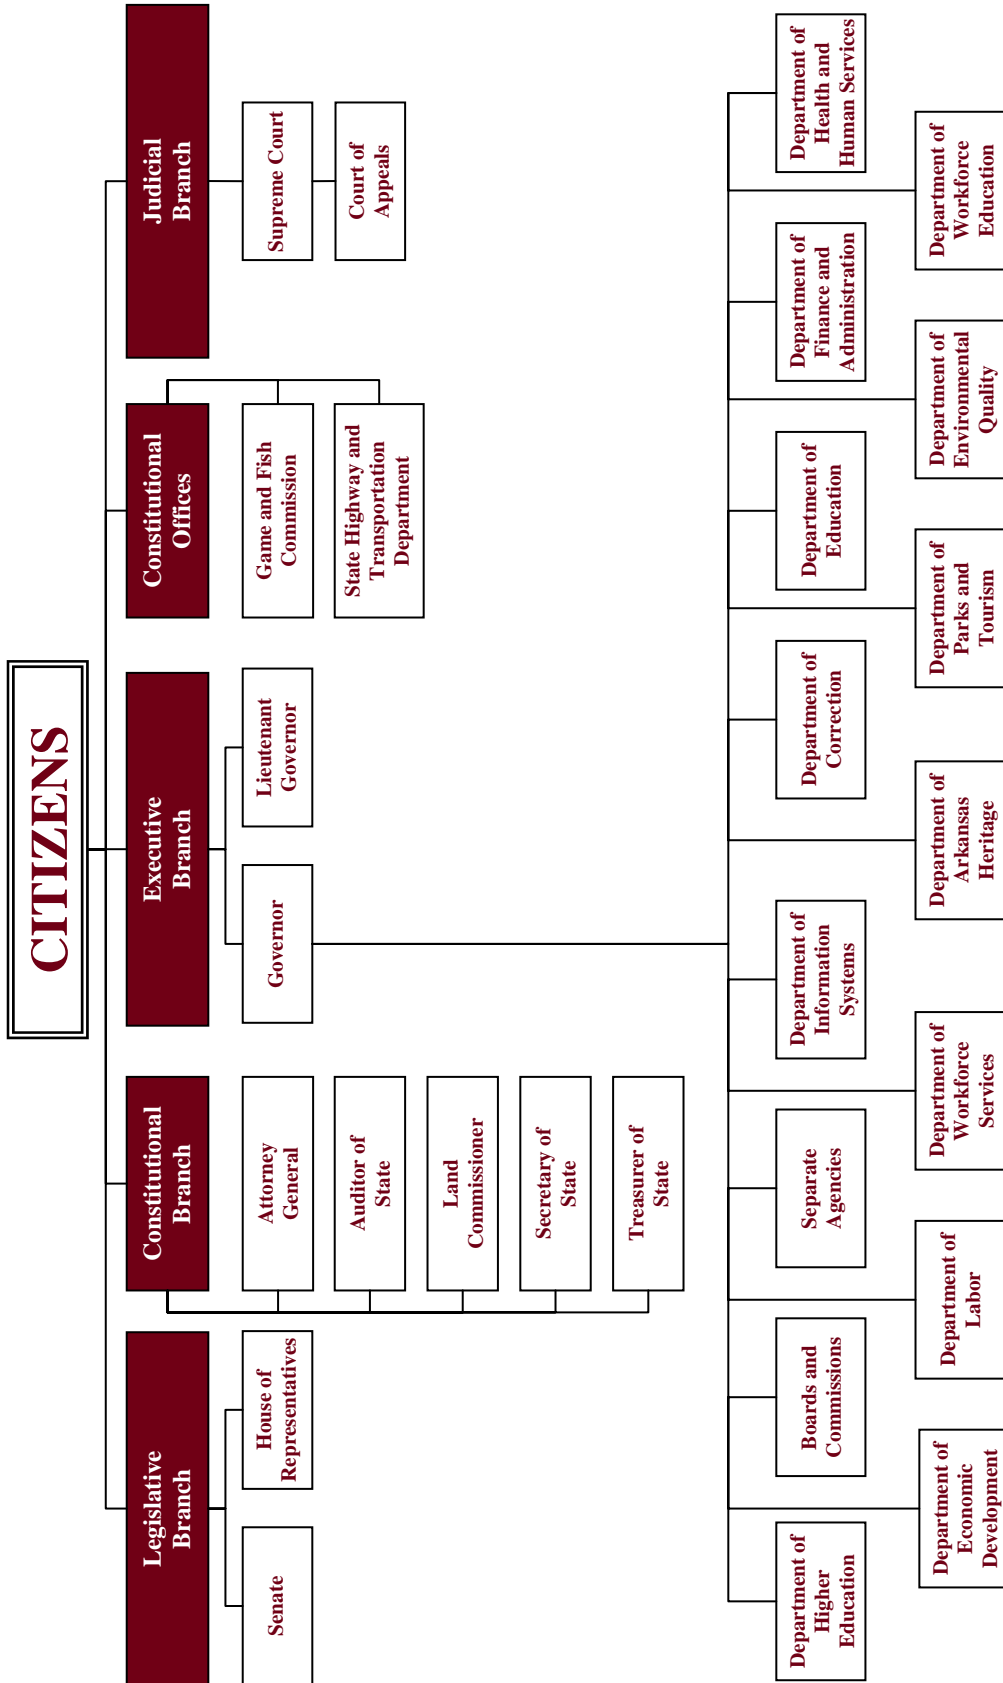 CITIZENS
Legislative
Branch
Constitutional
Branch
Executive
Branch
Constitutional
Offices
Judicial
Branch
Senate
House of
Representatives
Attorney
General
Auditor of
State
Land
Commissioner
Secretary of
State
Treasurer of
State
Governor
Lieutenant
Governor
Game and Fish
Commission
State Highway and
Transportation
Department
Supreme Court
Court of
Appeals
Department of
Higher
Education
Boards and
Commissions
Separate
Agencies
Department of
Information
Systems
Department of
Correction
Department of
Education
Department of
Finance and
Administration
Department of
Health and
Human Services
Department of
Economic
Development
Department of
Labor
Department of
Workforce
Services
Department of
Arkansas
Heritage
Department of
Parks and
Tourism
Department of
Environmental
Quality
Department of
Workforce
Education